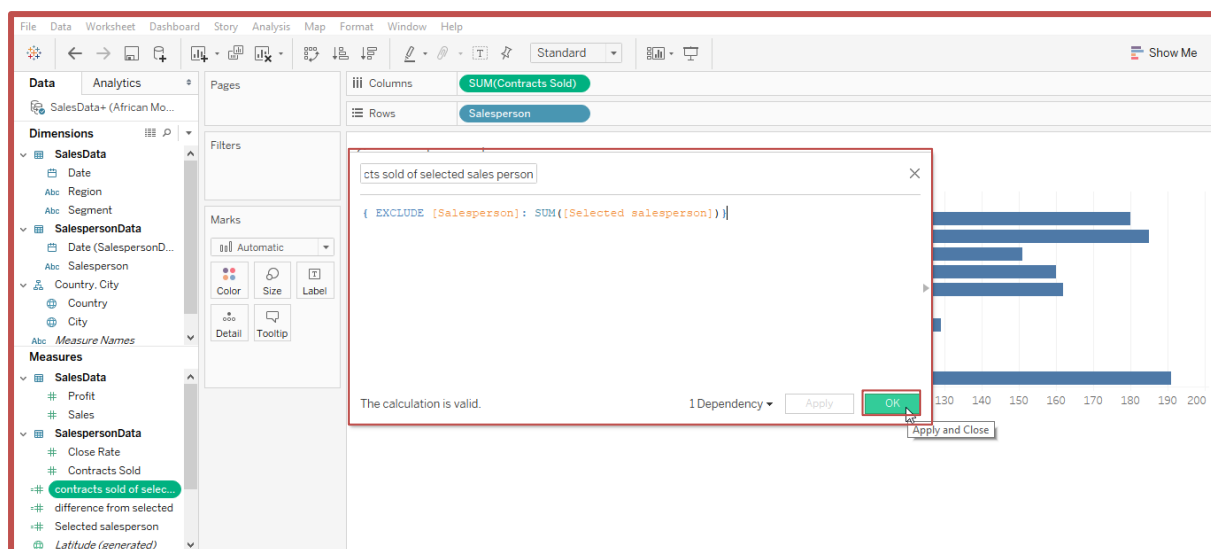 File Data Worksheet Dashboard Story Analysis Map Format Window Help
Standard
Show Me
Data Analytics
SalesData+ (African Mo...
Dimensions
SalesData
Date
Abc Region
Abc Segment
SalespersonData
Date (SalespersonD...
Abc Salesperson
Country, City
Country
City
Abc Measure Names
Measures
SalesData
# Profit
# Sales
SalespersonData
# Close Rate
# Contracts Sold
=# contracts sold of selec...
=# difference from selected
=# Selected salesperson
Latitude (generated)
Pages
Filters
Marks
Automatic
Color Size Label
Detail Tooltip
Columns SUM(Contracts Sold)
Rows Salesperson
cts sold of selected sales person
{ EXCLUDE [Salesperson]: SUM([Selected salesperson])}
The calculation is valid. 1 Dependency Apply OK
Apply and Close
130 140 150 160 170 180 190 200